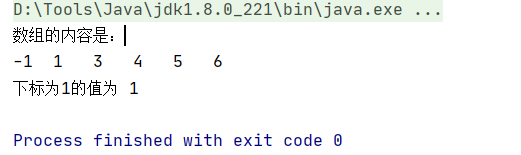 D:\Tools\Java\jdk1.8.0_221\bin\java.exe ...
数组的内容是：
-1  1   3   4   5   6
下标为1的值为 1
Process finished with exit code 0